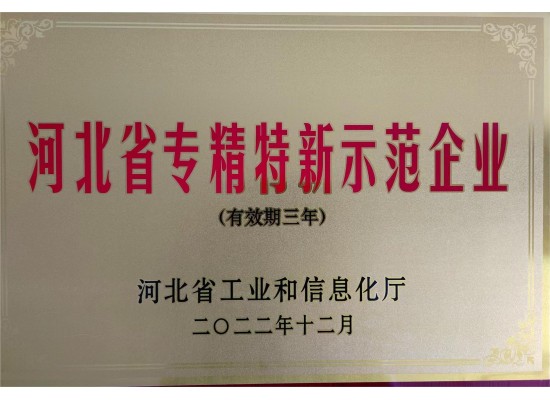 河北省专精特新示范企业
(有效期三年)
河北省工业和信息化厅
二〇二二年十二月